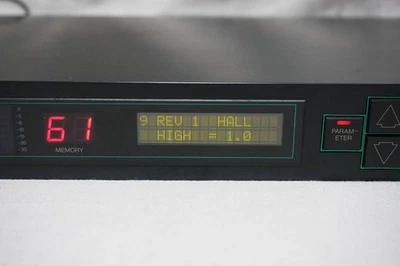 9 REV 1 HALL
HIGH = 1.0
61
MEMORY
PARAM-
ETER